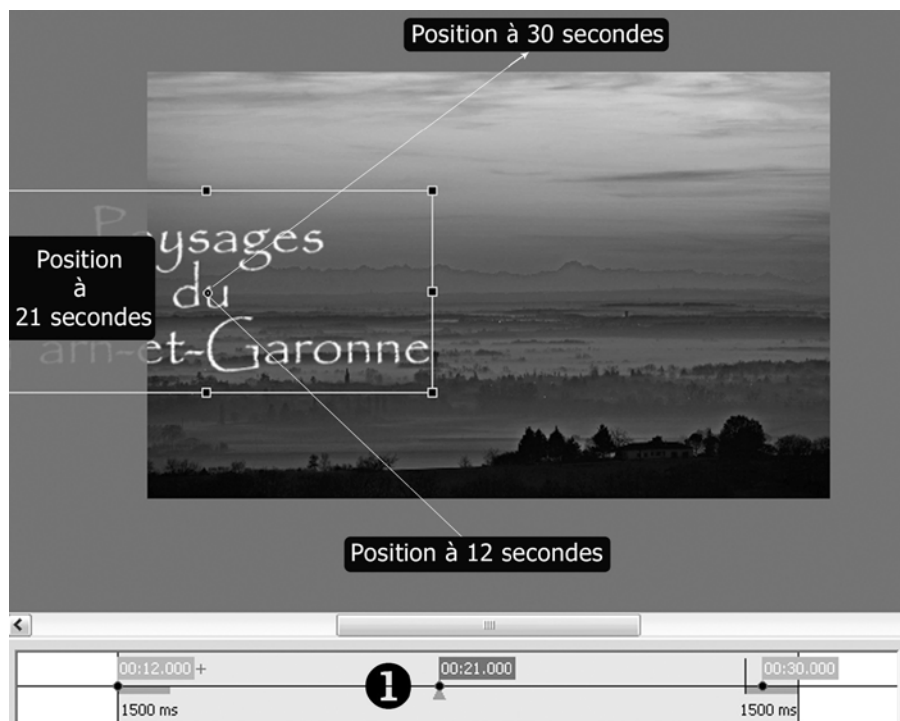 Position à 30 secondes
Paysages
du
Tarn-et-Garonne
Position
à
21 secondes
Position à 12 secondes
00:12.000 +
1
00:21.000
00:30.000
1500 ms
1500 ms